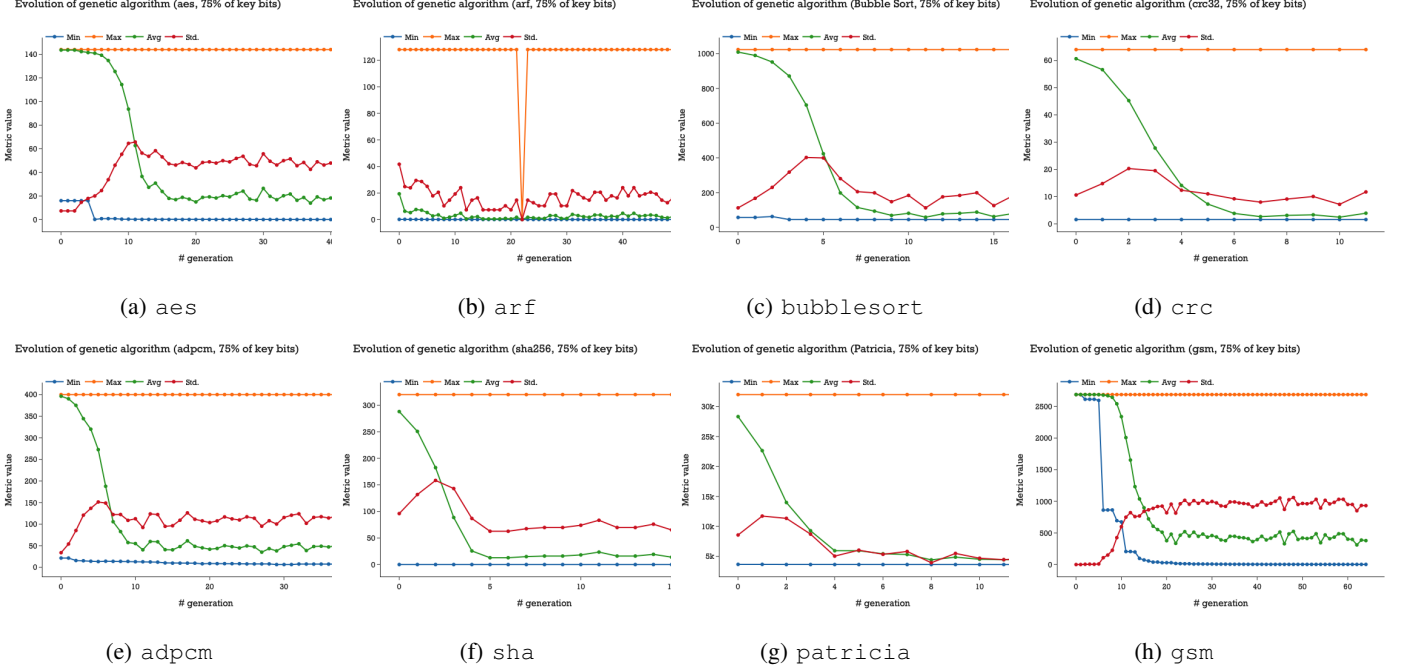 Evolution of genetic algorithm (aes, 75% of key bits)
Min Max Avg Std.
140
120
100
80
60
40
20
0
Metric value
0 10 20 30 40
# generation
(a) aes
Evolution of genetic algorithm (arf, 75% of key bits)
Min Max Avg Std.
120
100
80
60
40
20
0
Metric value
0 10 20 30 40
# generation
(b) arf
Evolution of genetic algorithm (Bubble Sort, 75% of key bits)
Min Max Avg Std.
1000
800
600
400
200
0
Metric value
0 5 10 15
# generation
(c) bubblesort
Evolution of genetic algorithm (crc32, 75% of key bits)
Min Max Avg Std.
60
50
40
30
20
10
0
Metric value
0 2 4 6 8 10
# generation
(d) crc
Evolution of genetic algorithm (adpcm, 75% of key bits)
Min Max Avg Std.
400
350
300
250
200
150
100
50
0
Metric value
0 10 20 30
# generation
(e) adpcm
Evolution of genetic algorithm (sha256, 75% of key bits)
Min Max Avg Std.
300
250
200
150
100
50
0
Metric value
0 5 10
# generation
(f) sha
Evolution of genetic algorithm (Patricia, 75% of key bits)
Min Max Avg Std.
30k
25k
20k
15k
10k
5k
Metric value
0 2 4 6 8 10
# generation
(g) patricia
Evolution of genetic algorithm (gsm, 75% of key bits)
Min Max Avg Std.
2500
2000
1500
1000
500
0
Metric value
0 10 20 30 40 50 60
# generation
(h) gsm